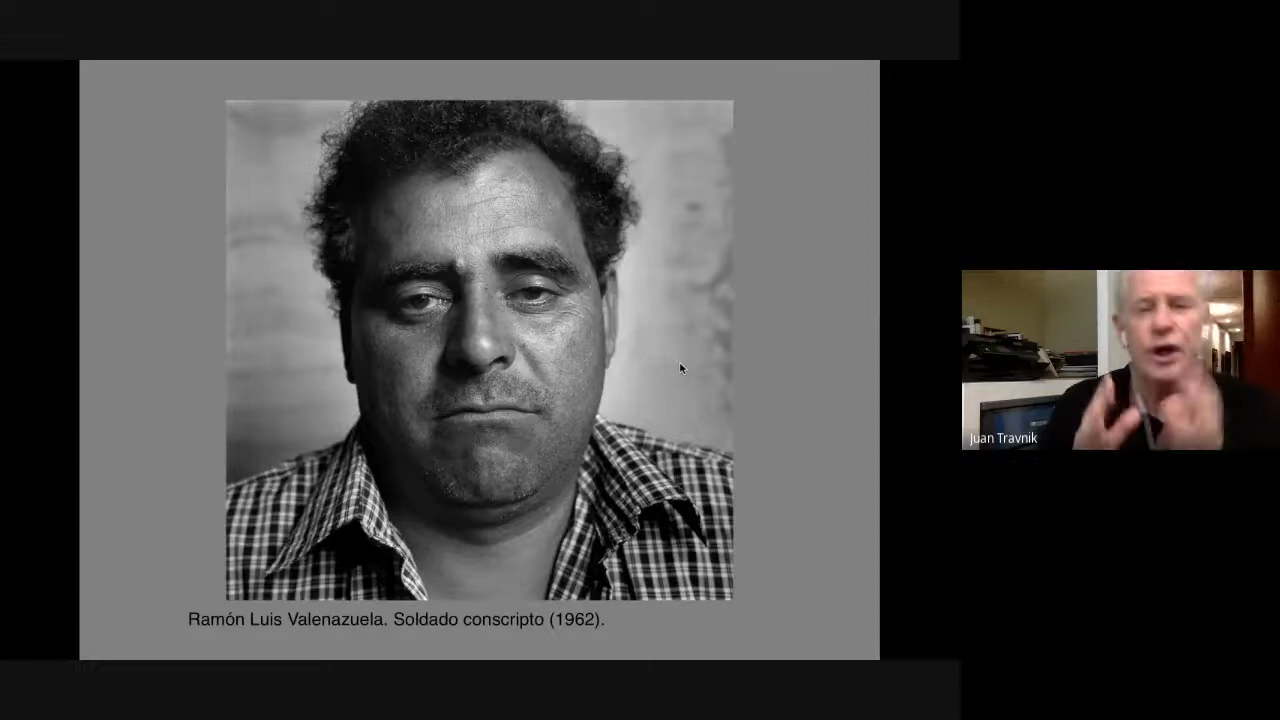 Ramón Luis Valenazuela. Soldado conscripto (1962).
Juan Travnik